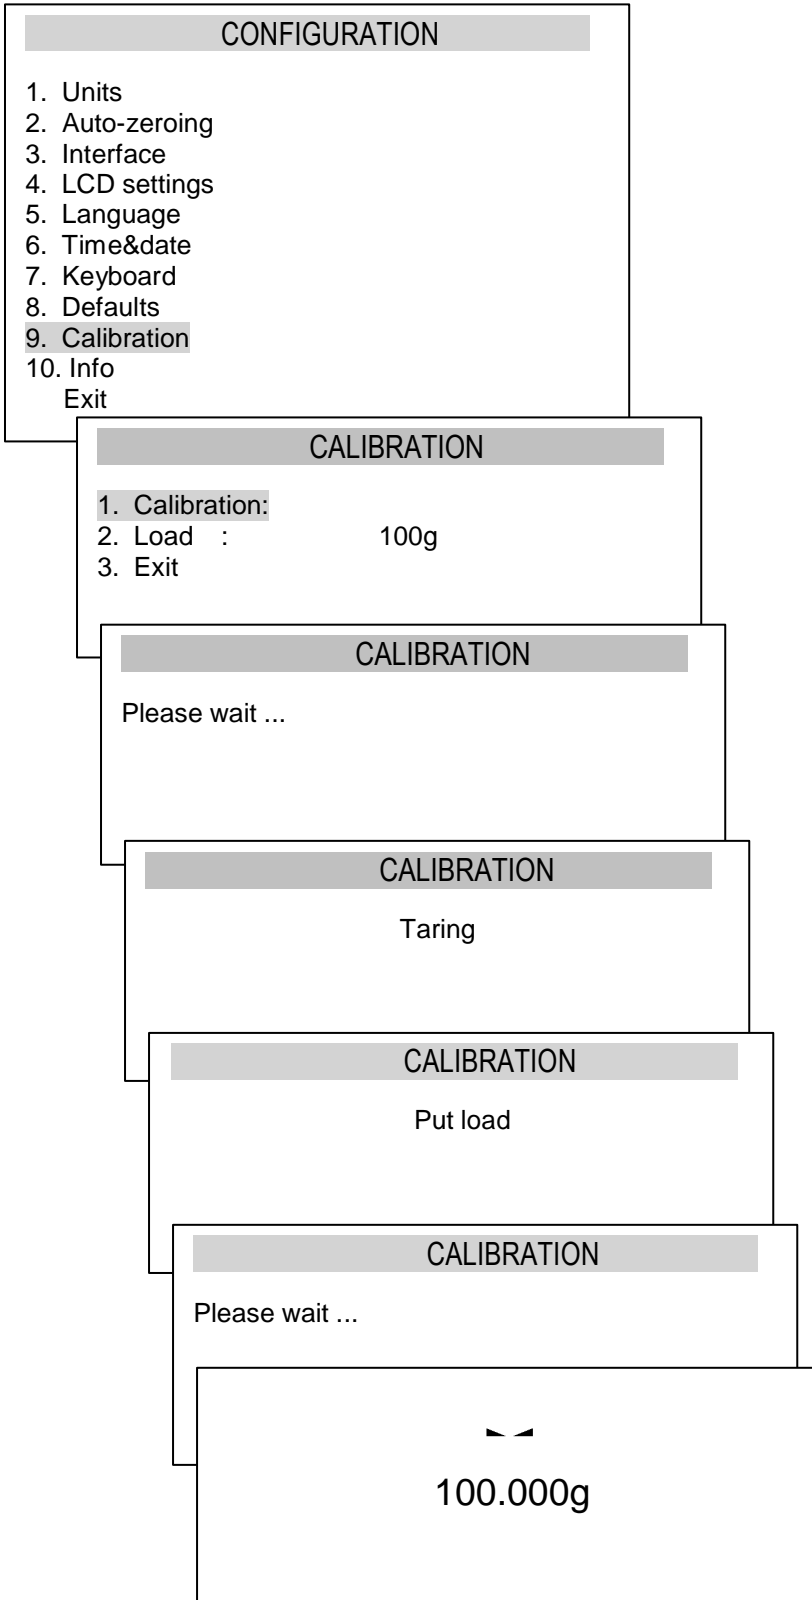 CONFIGURATION
1. Units
2. Auto-zeroing
3. Interface
4. LCD settings
5. Language
6. Time&date
7. Keyboard
8. Defaults
9. Calibration
10. Info
Exit
CALIBRATION
1. Calibration:
2. Load : 100g
3. Exit
CALIBRATION
Please wait ...
CALIBRATION
Taring
CALIBRATION
Put load
CALIBRATION
Please wait ...
100.000g